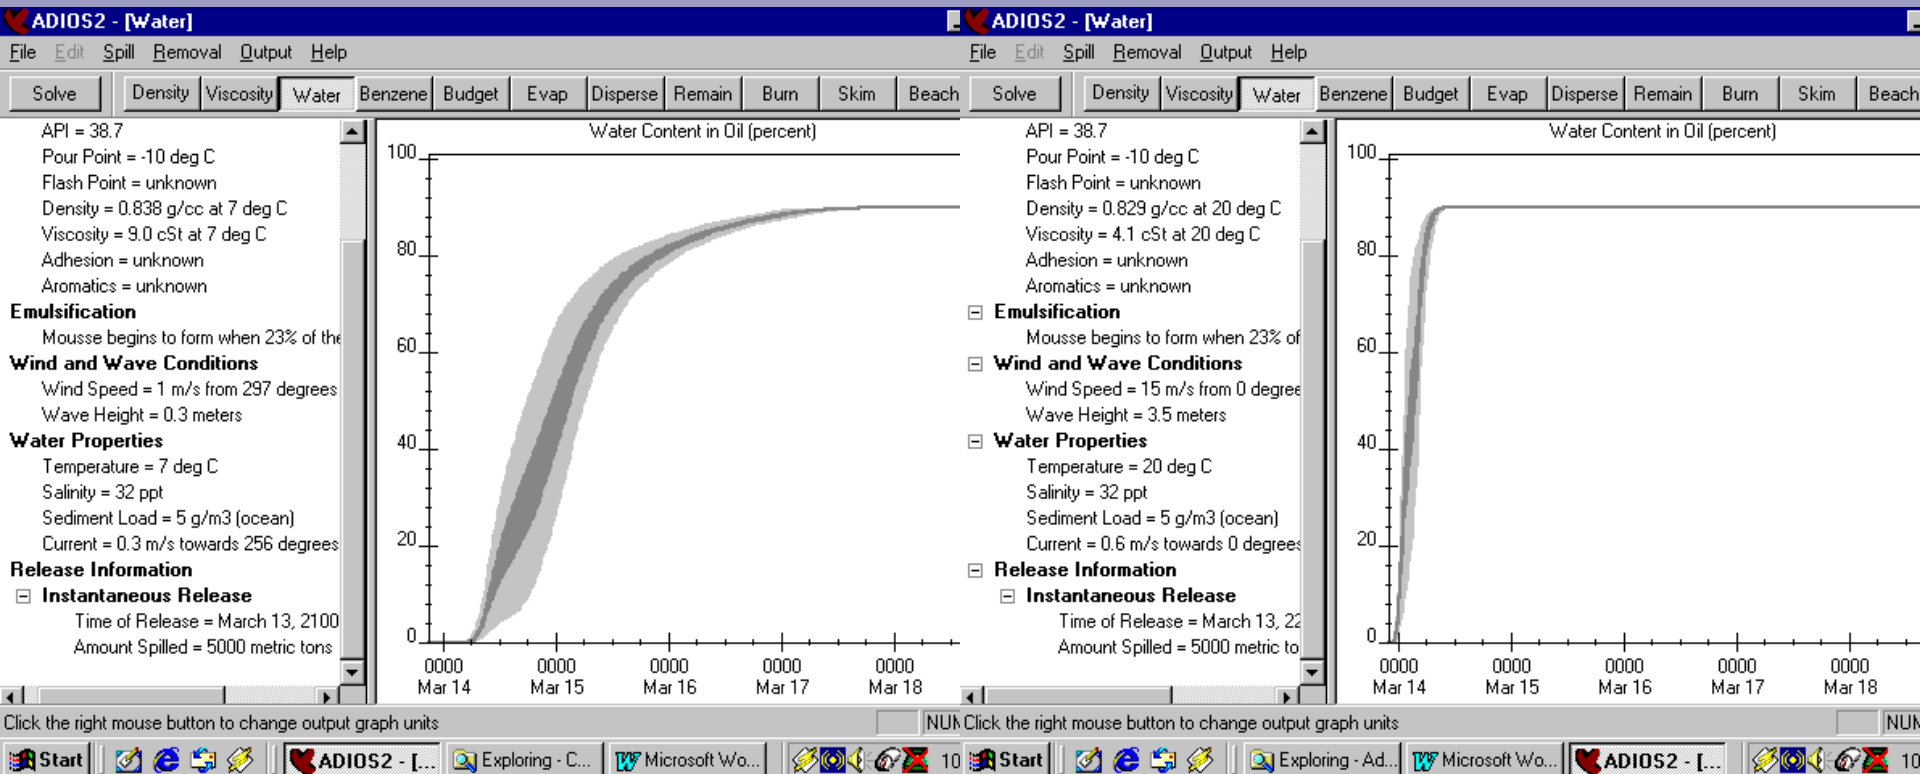 ADIOS2 - [Water]
File Edit Spill Removal Output Help
Solve Density Viscosity Water Benzene Budget Evap Disperse Remain Burn Skim Beach
API = 38.7
Pour Point = -10 deg C
Flash Point = unknown
Density = 0.838 g/cc at 7 deg C
Viscosity = 9.0 cSt at 7 deg C
Adhesion = unknown
Aromatics = unknown
Emulsification
Mousse begins to form when 23% of the
Wind and Wave Conditions
Wind Speed = 1 m/s from 297 degrees
Wave Height = 0.3 meters
Water Properties
Temperature = 7 deg C
Salinity = 32 ppt
Sediment Load = 5 g/m3 (ocean)
Current = 0.3 m/s towards 256 degrees
Release Information
Instantaneous Release
Time of Release = March 13, 2100
Amount Spilled = 5000 metric tons
Water Content in Oil (percent)
100
80
60
40
20
0
0000 0000 0000 0000 0000
Mar 14 Mar 15 Mar 16 Mar 17 Mar 18
Click the right mouse button to change output graph units
NUM
Start ADIOS2 - [... Exploring - C... Microsoft Wo... 10
ADIOS2 - [Water]
File Edit Spill Removal Output Help
Solve Density Viscosity Water Benzene Budget Evap Disperse Remain Burn Skim Beach
API = 38.7
Pour Point = -10 deg C
Flash Point = unknown
Density = 0.829 g/cc at 20 deg C
Viscosity = 4.1 cSt at 20 deg C
Adhesion = unknown
Aromatics = unknown
Emulsification
Mousse begins to form when 23% of
Wind and Wave Conditions
Wind Speed = 15 m/s from 0 degree
Wave Height = 3.5 meters
Water Properties
Temperature = 20 deg C
Salinity = 32 ppt
Sediment Load = 5 g/m3 (ocean)
Current = 0.6 m/s towards 0 degrees
Release Information
Instantaneous Release
Time of Release = March 13, 22
Amount Spilled = 5000 metric to
Water Content in Oil (percent)
100
80
60
40
20
0
0000 0000 0000 0000 0000
Mar 14 Mar 15 Mar 16 Mar 17 Mar 18
Click the right mouse button to change output graph units
NUM
Start Exploring - Ad... Microsoft Wo... ADIOS2 - [... 10